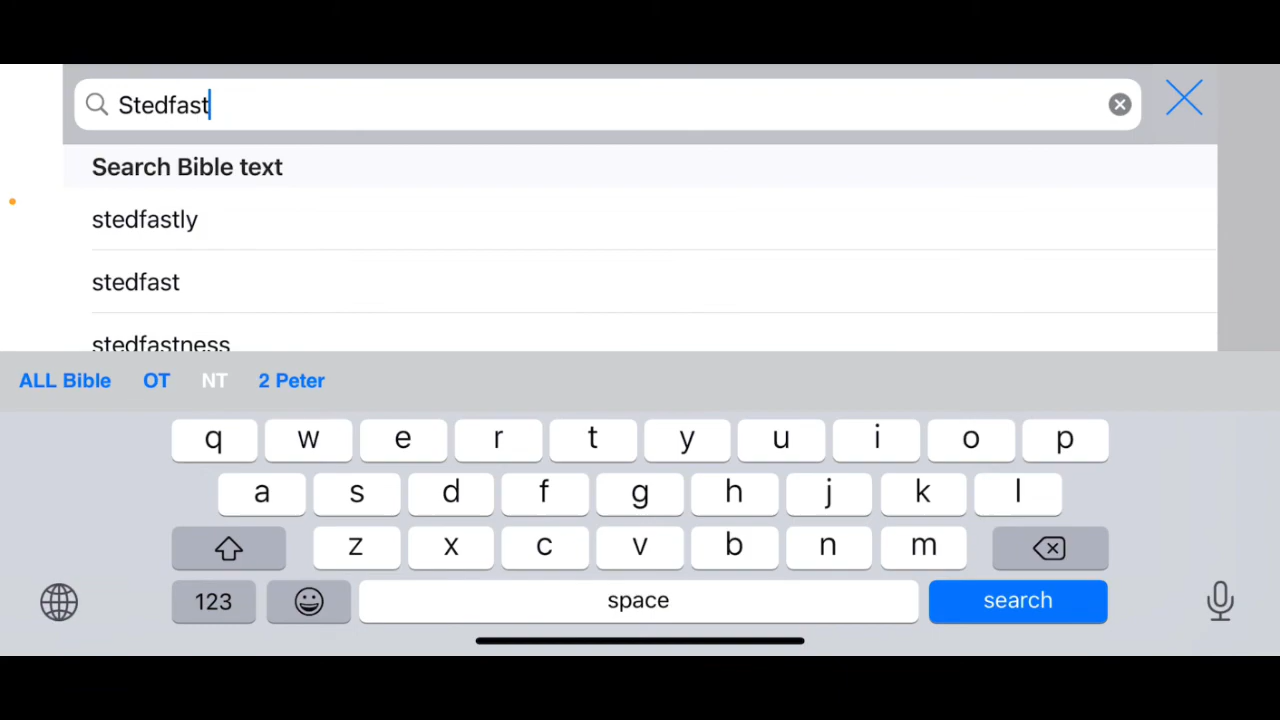 Stedfast
Search Bible text
stedfastly
stedfast
stedfastness
ALL Bible OT NT 2 Peter
q w e r t y u i o p
a s d f g h j k l
z x c v b n m
123 space search